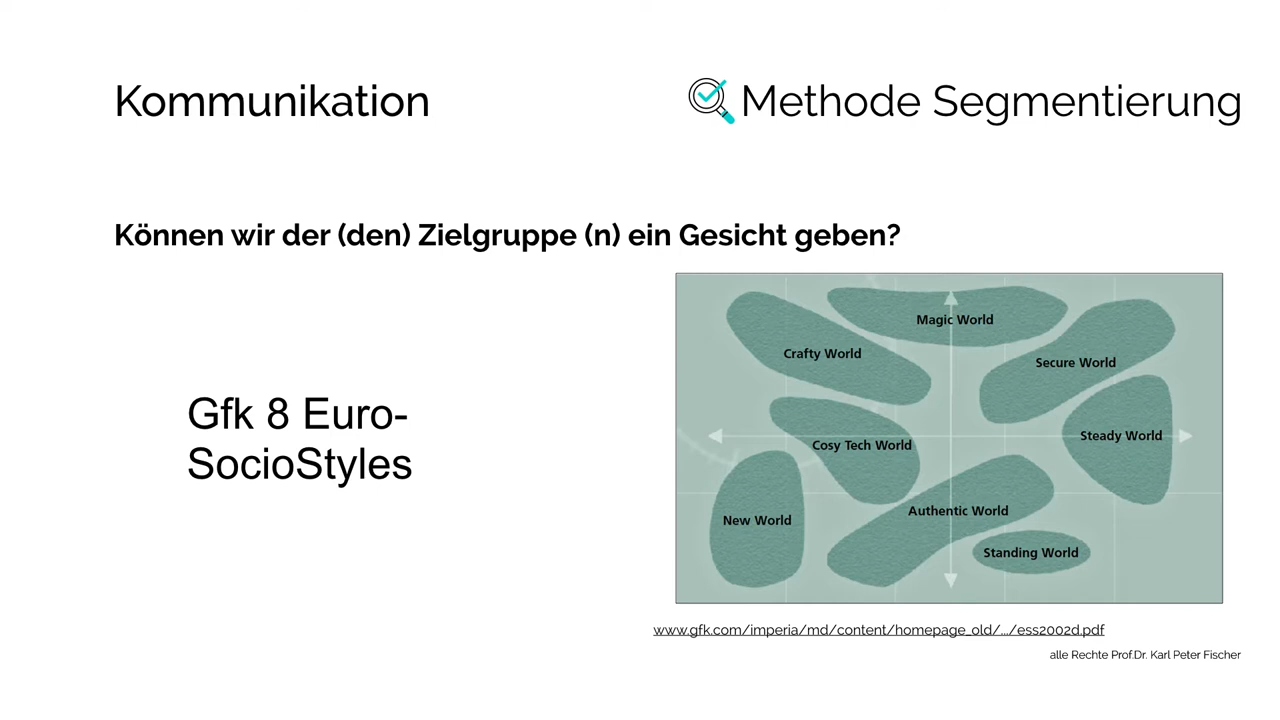 Kommunikation
Methode Segmentierung
Können wir der (den) Zielgruppe (n) ein Gesicht geben?
Gfk 8 Euro-
SocioStyles
Magic World
Crafty World
Secure World
Steady World
Cosy Tech World
Authentic World
New World
Standing World
www.gfk.com/imperia/md/content/homepage_old/.../ess2002d.pdf
alle Rechte Prof.Dr. Karl Peter Fischer